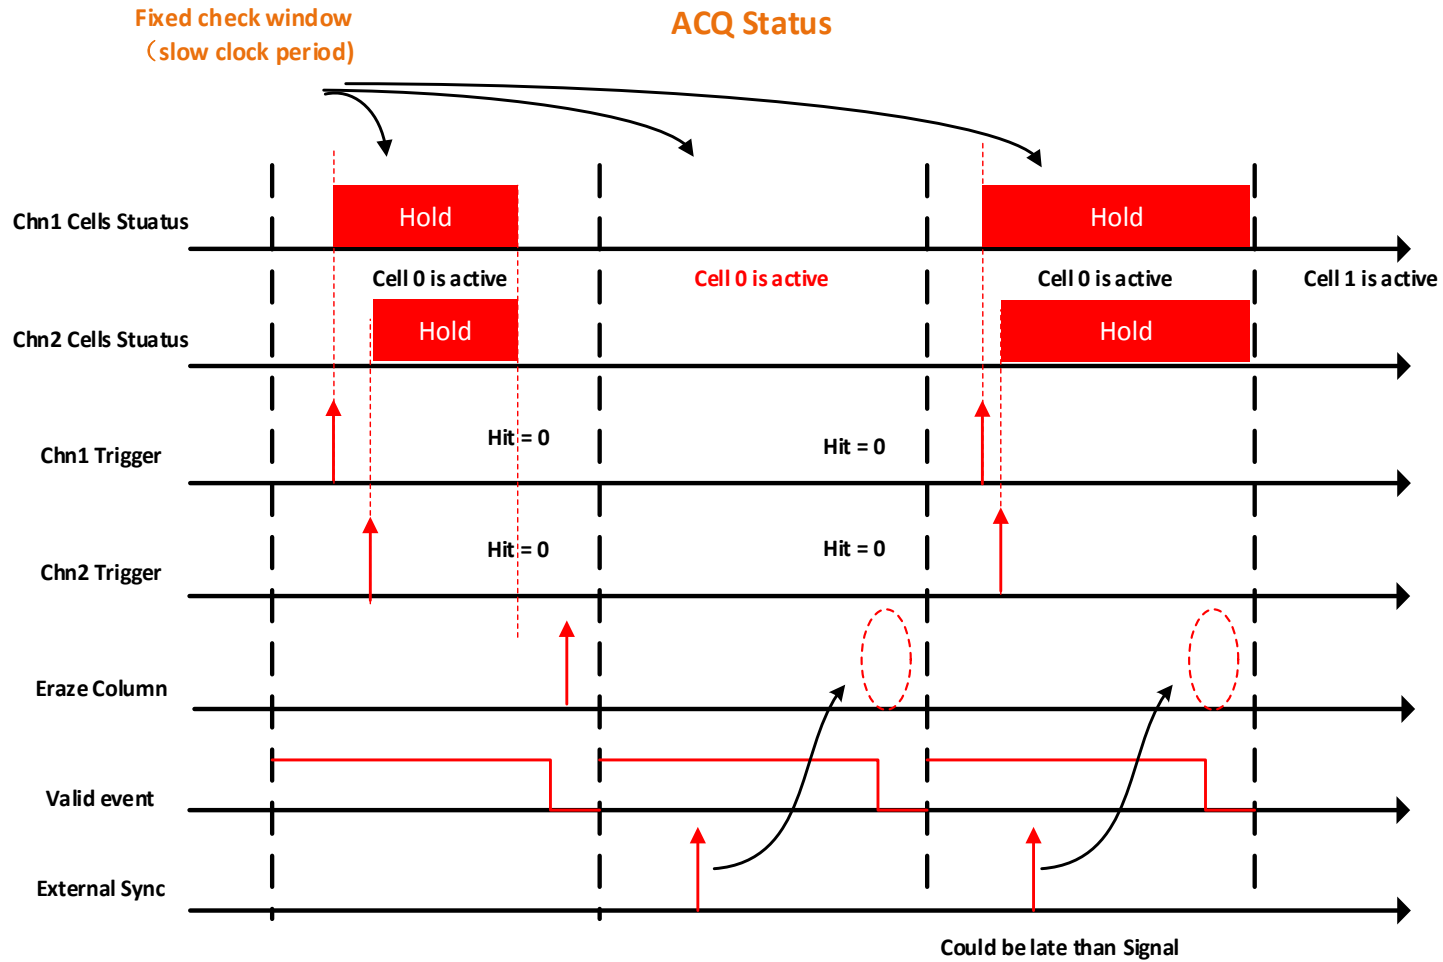 Fixed check window
（slow clock period)
ACQ Status
Chn1 Cells Stuatus
Hold
Hold
Cell 0 is active
Cell 0 is active
Cell 0 is active
Cell 1 is active
Chn2 Cells Stuatus
Hold
Hold
Chn1 Trigger
Hit = 0
Hit = 0
Chn2 Trigger
Hit = 0
Hit = 0
Eraze Column
Valid event
External Sync
Could be late than Signal